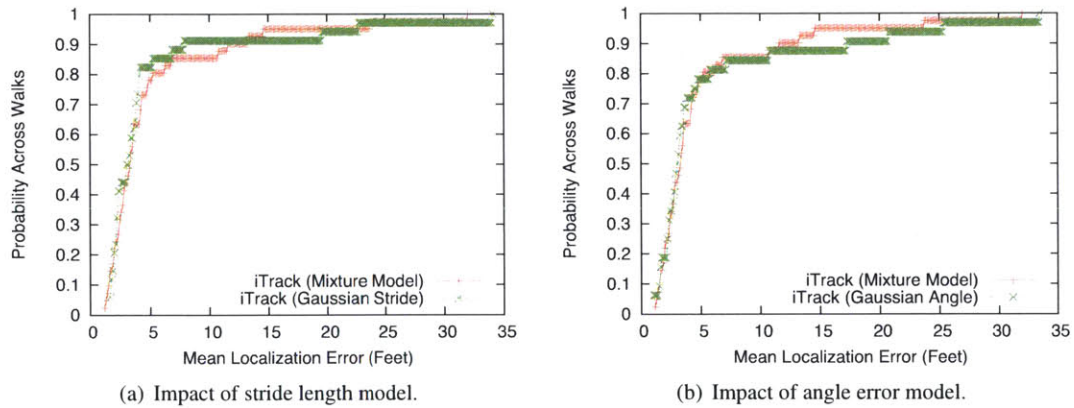 1
0.9
0.8
0.7
0.6
0.5
0.4
0.3
0.2
0.1
0
Probability Across Walks
iTrack (Mixture Model)
iTrack (Gaussian Stride)
0 5 10 15 20 25 30 35
Mean Localization Error (Feet)
(a) Impact of stride length model.
1
0.9
0.8
0.7
0.6
0.5
0.4
0.3
0.2
0.1
0
Probability Across Walks
iTrack (Mixture Model)
iTrack (Gaussian Angle)
0 5 10 15 20 25 30 35
Mean Localization Error (Feet)
(b) Impact of angle error model.